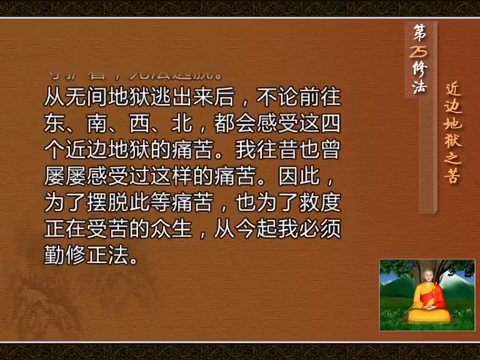 从无间地狱逃出来后，不论前往
东、南、西、北，都会感受这四
个近边地狱的痛苦。我往昔也曾
屡屡感受过这样的痛苦。因此，
为了摆脱此等痛苦，也为了救度
正在受苦的众生，从今起我必须
勤修正法。
第25修法
近边地狱之苦